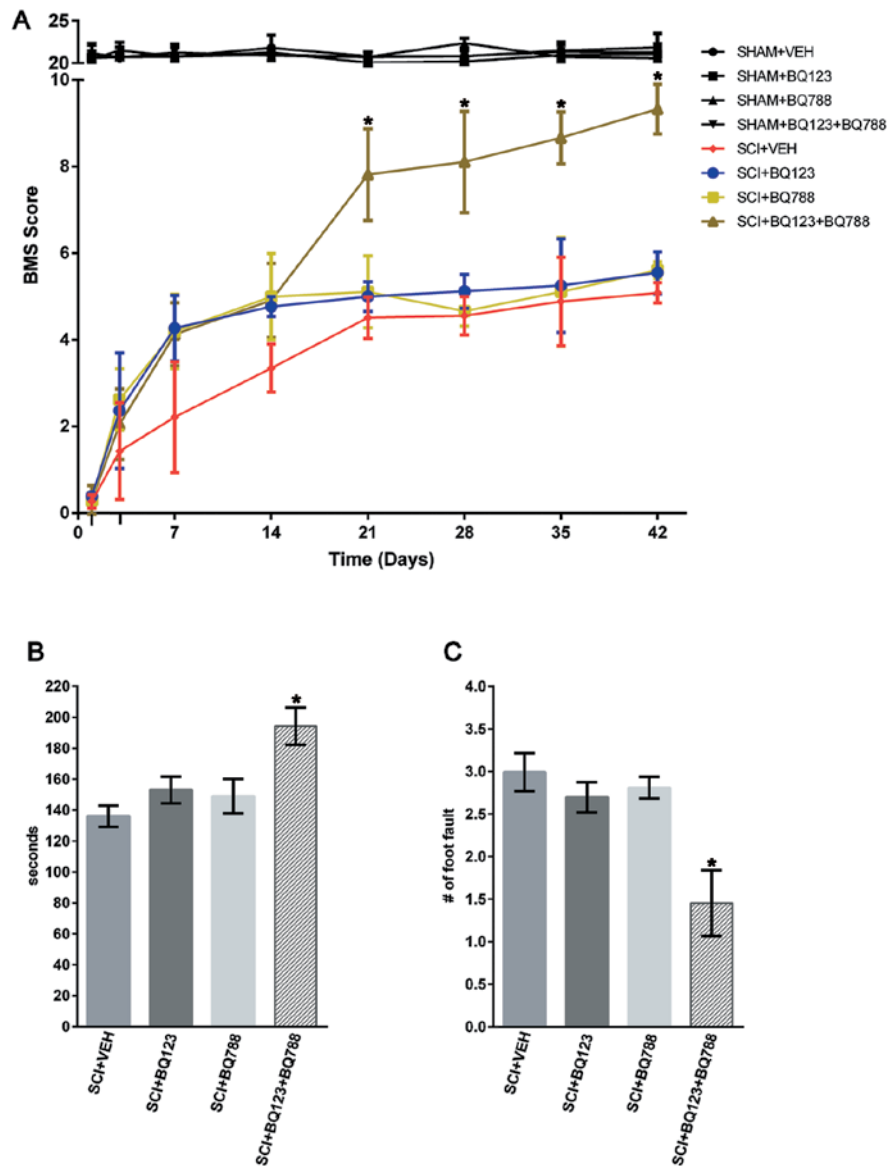 A
25
20
10
8
6
4
2
0
BMS Score
*
*
*
*
0
7
14
21
28
35
42
Time (Days)
SHAM+VEH
SHAM+BQ123
SHAM+BQ788
SHAM+BQ123+BQ788
SCI+VEH
SCI+BQ123
SCI+BQ788
SCI+BQ123+BQ788
B
220
200
180
160
140
120
100
80
60
40
20
0
seconds
*
SCI+VEH
SCI+BQ123
SCI+BQ788
SCI+BQ123+BQ788
C
4.0
3.5
3.0
2.5
2.0
1.5
1.0
0.5
0.0
# of foot fault
*
SCI+VEH
SCI+BQ123
SCI+BQ788
SCI+BQ123+BQ788